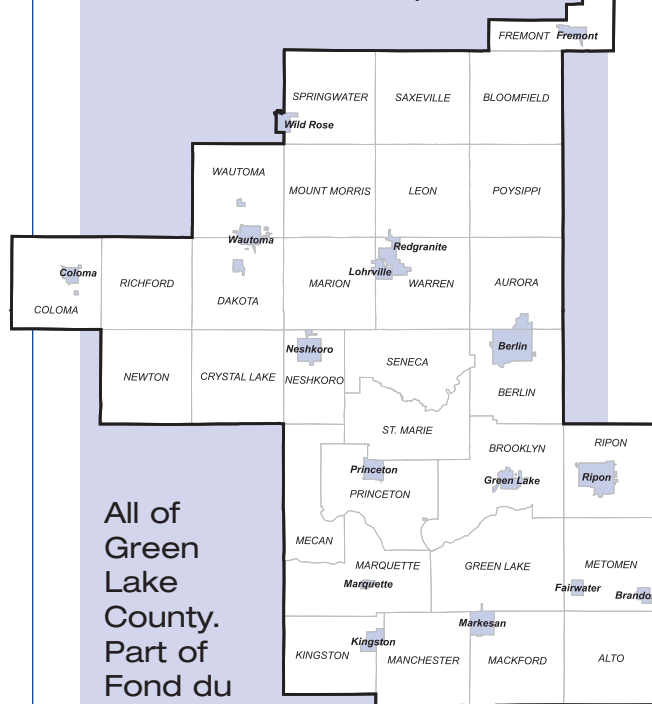 FREMONT Fremont
SPRINGWATER SAXEVILLE BLOOMFIELD
Wild Rose
WAUTOMA
MOUNT MORRIS LEON POYSIPPI
Wautoma
Redgranite
Coloma
Lohrville
RICHFORD MARION WARREN AURORA
DAKOTA
COLOMA
Neshkoro
Berlin
SENECA
NEWTON CRYSTAL LAKE NESHKORO
BERLIN
ST. MARIE
RIPON
BROOKLYN
Princeton
Green Lake Ripon
PRINCETON
All of
Green
Lake
County.
Part of
Fond du
MECAN
MARQUETTE GREEN LAKE METOMEN
Marquette Fairwater
Markesan
Kingston
KINGSTON MANCHESTER MACKFORD ALTO